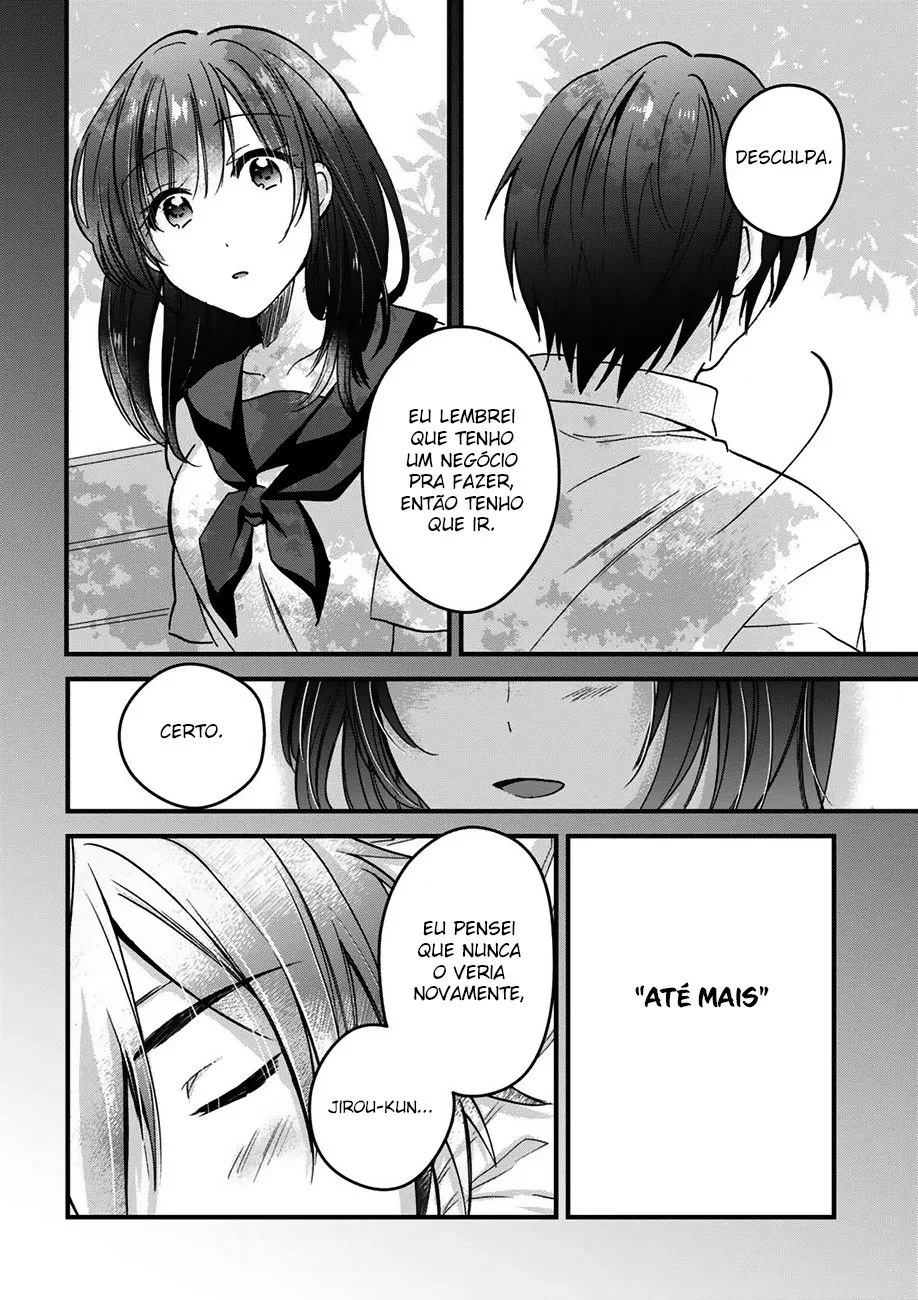 DESCULPA.
EU LEMBREI
QUE TENHO
UM NEGÓCIO
PRA FAZER,
ENTÃO TENHO
QUE IR.
CERTO.
"ATÉ MAIS"
EU PENSEI
QUE NUNCA
O VERIA
NOVAMENTE,
JIROU-KUN...